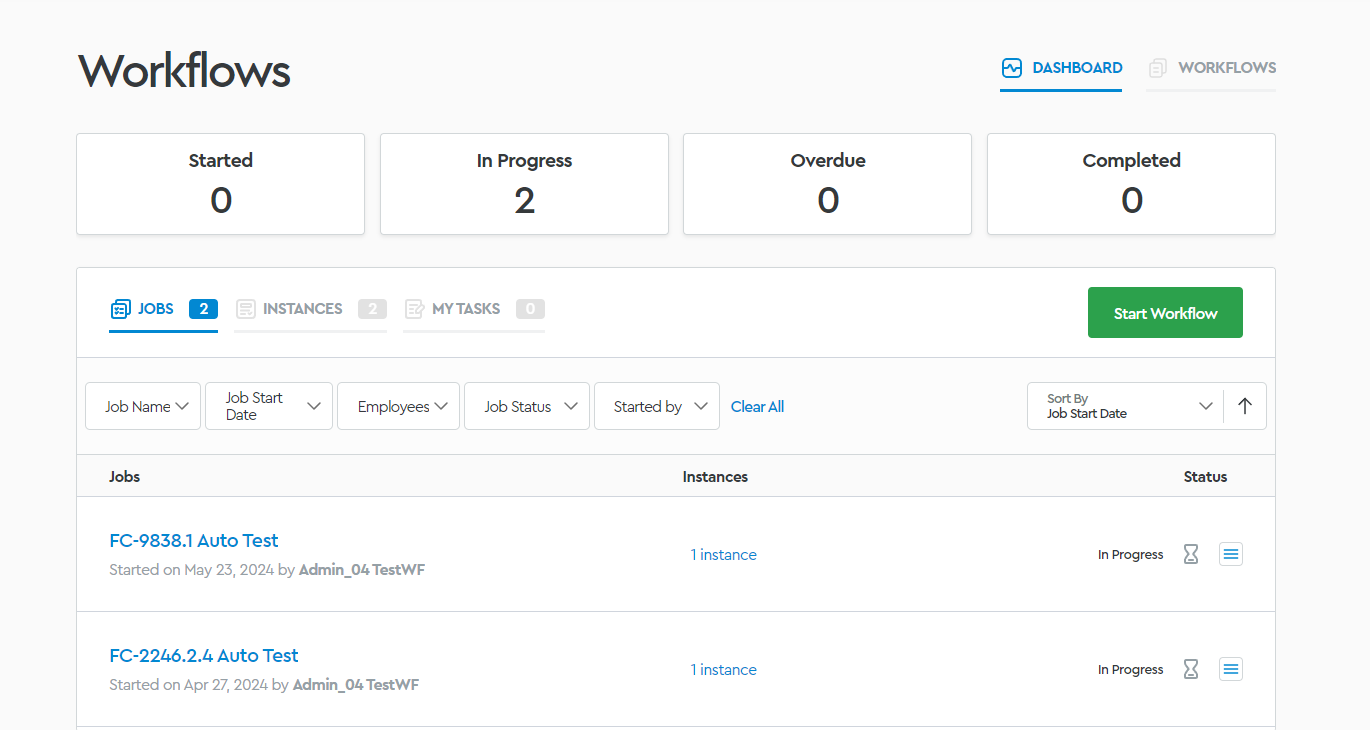 Workflows
DASHBOARD
WORKFLOWS
Started
0
In Progress
2
Overdue
0
Completed
0
JOBS 2
INSTANCES 2
MY TASKS 0
Start Workflow
Job Name
Job Start
Date
Employees
Job Status
Started by
Clear All
Sort By
Job Start Date
Jobs
Instances
Status
FC-9838.1 Auto Test
Started on May 23, 2024 by Admin_04 TestWF
1 instance
In Progress
FC-2246.2.4 Auto Test
Started on Apr 27, 2024 by Admin_04 TestWF
1 instance
In Progress